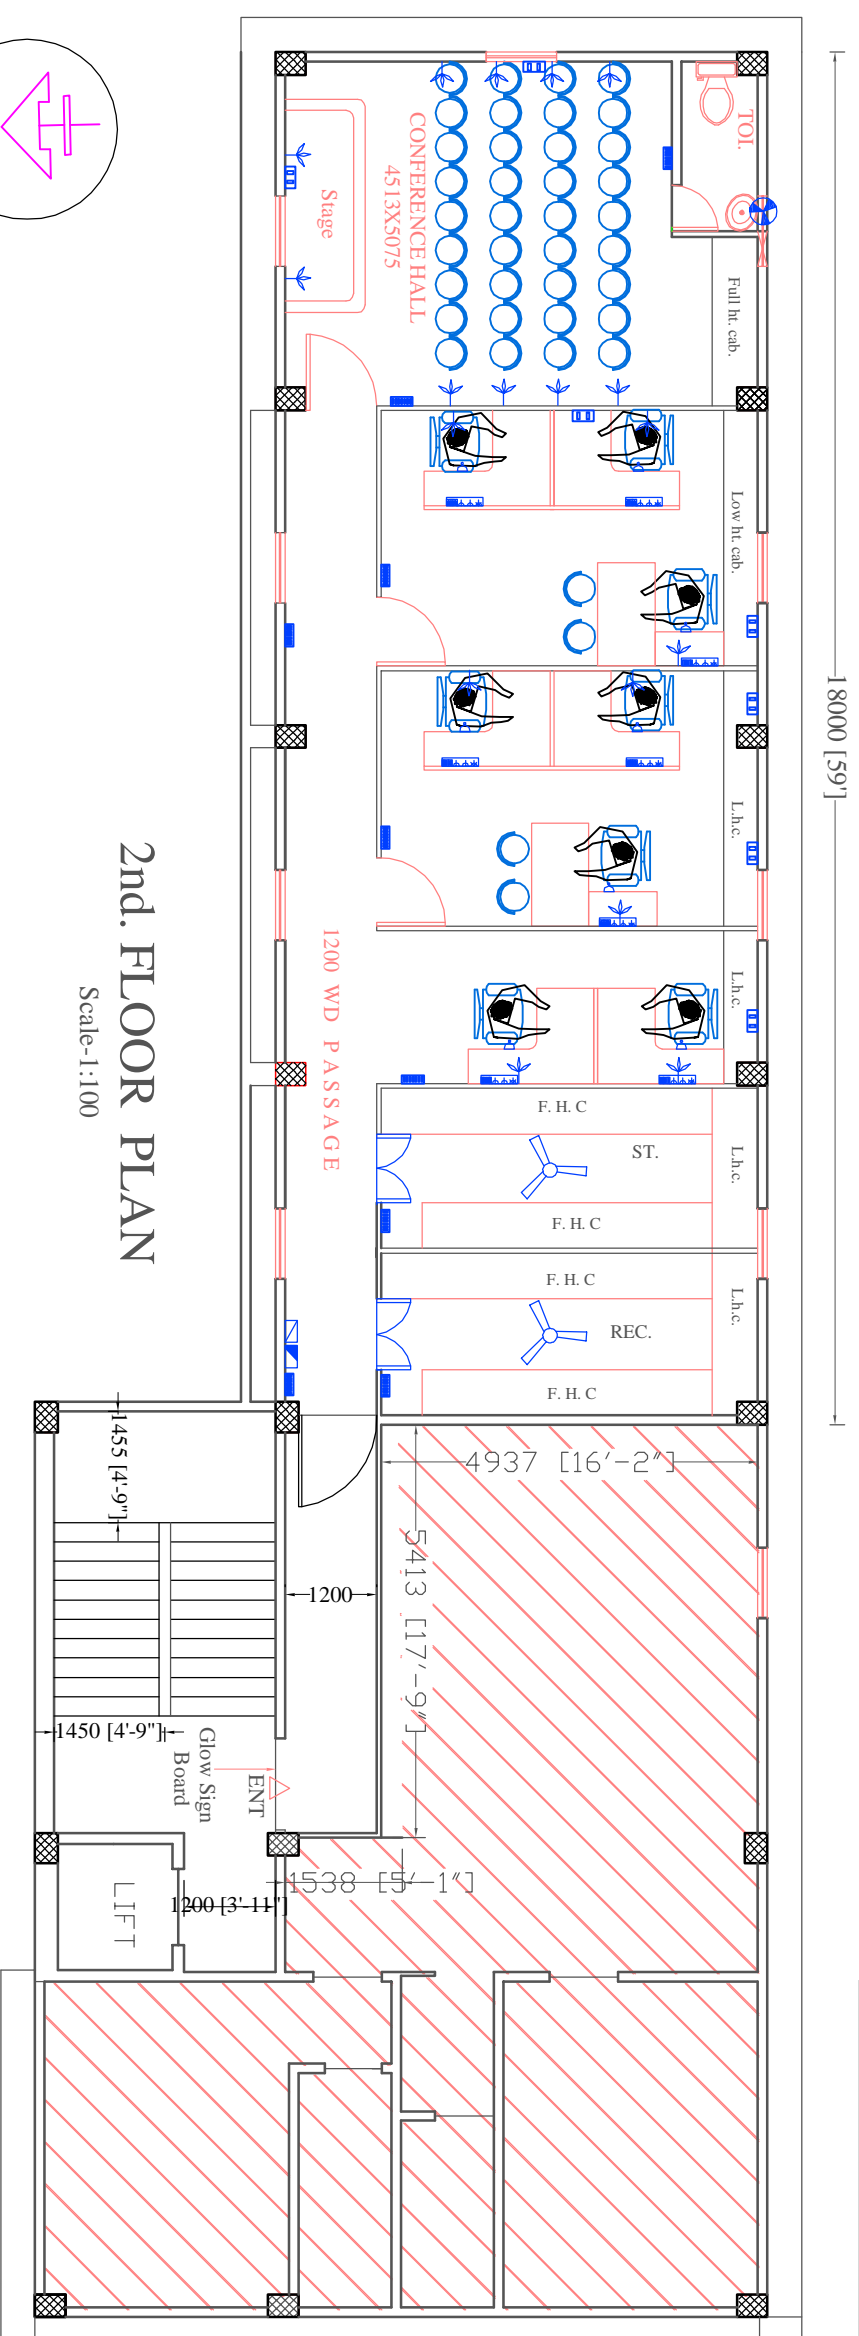 TOI.
CONFERENCE HALL
4513X5075
Stage
Full ht. cab.
Low ht. cab.
18000 [59']
L.h.c.
L.h.c.
1200 WD PASSAGE
2nd. FLOOR PLAN
Scale-1:100
F. H. C
ST.
L.h.c.
F. H. C
F. H. C
REC.
L.h.c.
F. H. C
1455 [4'-9"]
4937 [16'-2"]
5413 [17'-9"]
1200
1450 [4'-9"]
Glow Sign
Board
ENT
1538 [5'-1"]
1200 [3'-11"]
LIFT